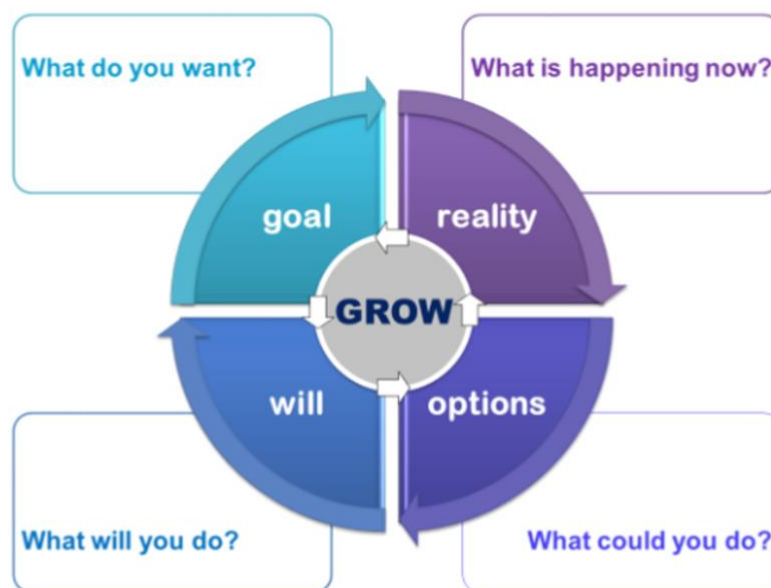 What do you want?
What is happening now?
goal
reality
GROW
will
options
What will you do?
What could you do?